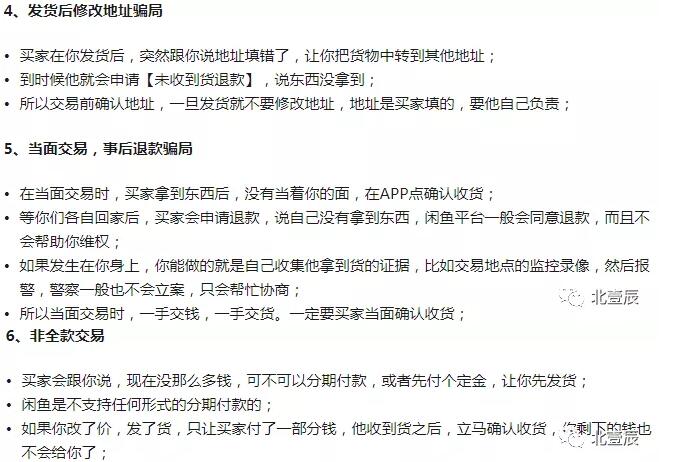 4、发货后修改地址骗局
• 买家在你发货后，突然跟你说地址填错了，让你把货物中转到其他地址；
• 到时候他就会申请【未收到货退款】，说东西没拿到；
• 所以交易前确认地址，一旦发货就不要修改地址，地址是买家填的，要他自己负责；
5、当面交易，事后退款骗局
• 在当面交易时，买家拿到东西后，没有当着你的面，在APP点确认收货；
• 等你们各自回家后，买家会申请退款，说自己没有拿到东西，闲鱼平台一般会同意退款，而且不
会帮助你维权；
• 如果发生在你身上，你能做的就是自己收集他拿到货的证据，比如交易地点的监控录像，然后报
警，警察一般也不会立案，只会帮忙协商；
北壹辰
• 所以当面交易时，一手交钱，一手交货。一定要买家当面确认收货；
6、非全款交易
• 买家会跟你说，现在没那么多钱，可不可以分期付款，或者先付个定金，让你先发货；
• 闲鱼是不支持任何形式的分期付款的；
• 如果你改了价，发了货，只让买家付了一部分钱，他收到货之后，立马确认收货，你剩下的钱也
北壹辰
不会给你了；